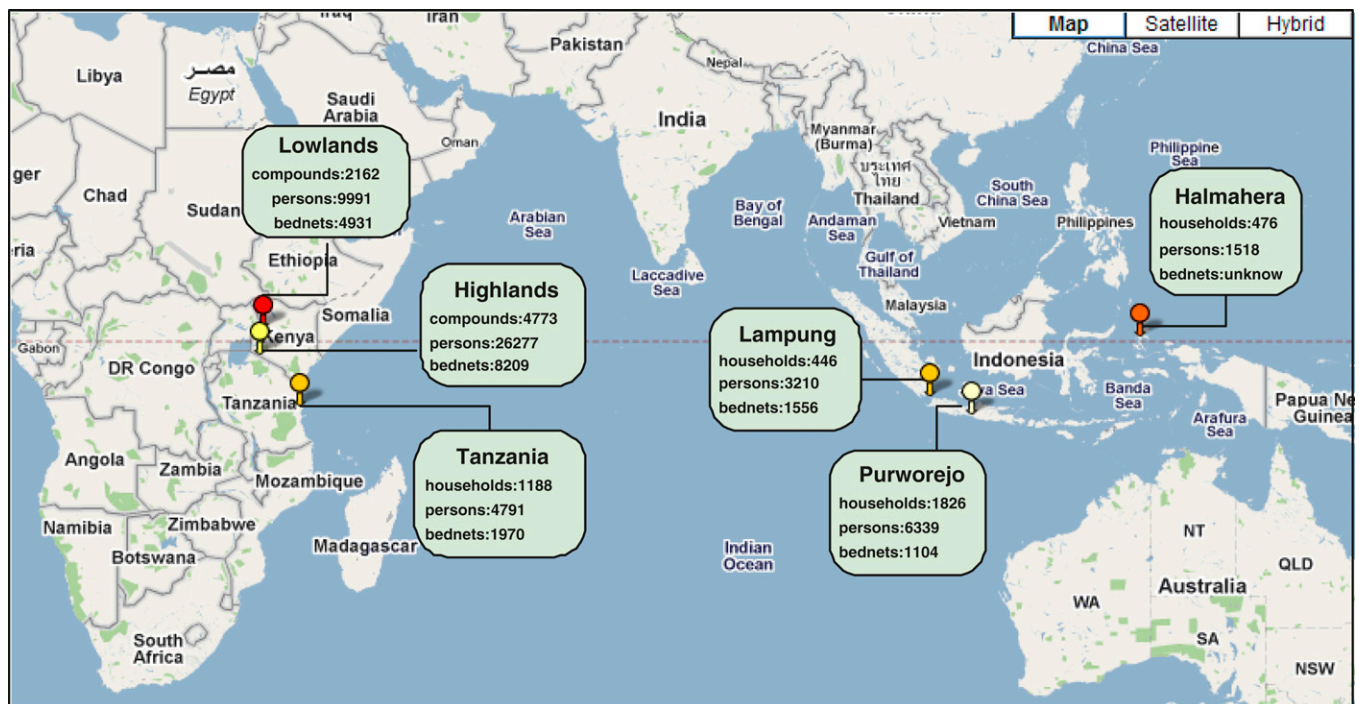 Iran
Map
Satellite
Hybrid
China Sea
Pakistan
Nepal
Libya
مصر
Egypt
Saudi
Arabia
Oman
India
Myanmar
(Burma)
ประเทศ
ไทย
Thailand
Philippine
Sea
Lowlands
compounds:2162
persons:9991
bednets:4931
ger
Chad
Sudan
Arabian
Sea
Bay of
Bengal
Andaman
Sea
South
China Sea
Vietnam
Philippines
Halmahera
households:476
persons:1518
bednets:unknow
Ethiopia
Laccadive
Sea
Gulf of
Thailand
Highlands
compounds:4773
persons:26277
bednets:8209
Somalia
Malaysia
Kenya
Gabon
DR Congo
Lampung
households:446
persons:3210
bednets:1556
Indonesia
va Sea
Banda
Sea
Papua Ne
Guinea
Arafura
Sea
Tanzania
Angola
Zambia
Mozambique
Tanzania
households:1188
persons:4791
bednets:1970
Purworejo
households:1826
persons:6339
bednets:1104
Namibia
Zimbabwe
Botswana
Madagascar
Indian
Ocean
NT
QLD
Australia
WA
SA
South
Africa
NSW